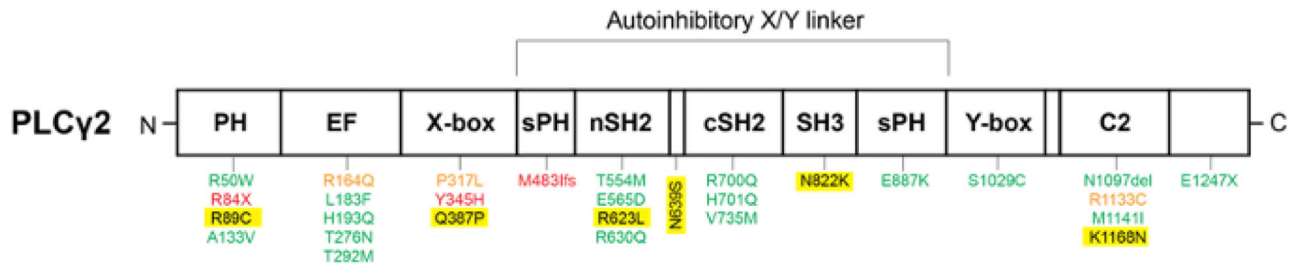 Autoinhibitory X/Y linker
PLCγ2 N PH EF X-box sPH nSH2 cSH2 SH3 sPH Y-box C2 C
R50W R164Q P317L M483Ifs T554M R700Q N822K E887K S1029C N1097del E1247X
R84X L183F Y345H E565D N639S H701Q R1133C
R89C H193Q Q387P R623L V735M M1141I
A133V T276N R630Q K1168N
T292M